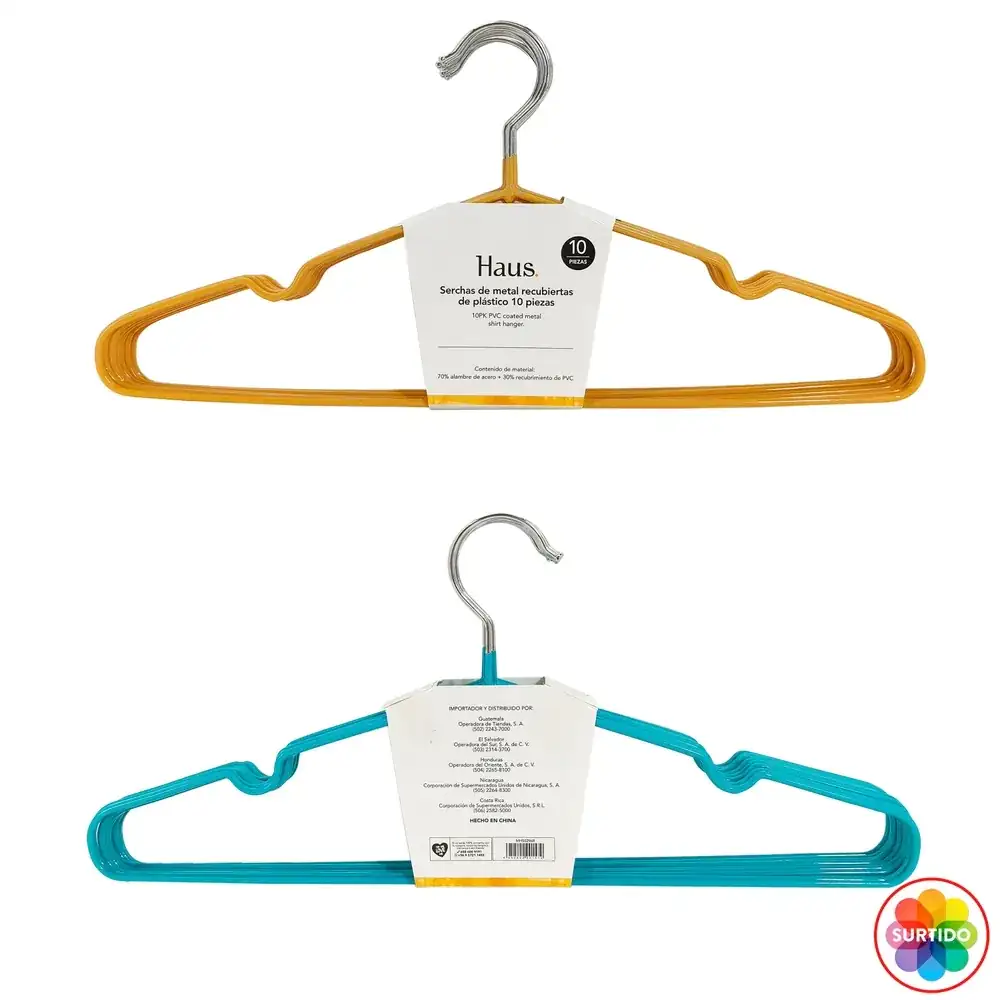 10
PIEZAS
Haus.
Serchas de metal recubiertas
de plástico 10 piezas
10PK PVC coated metal
shirt hanger.
Contenido de material:
70% alambre de acero + 30% recubrimiento de PVC
IMPORTADOR Y DISTRIBUIDO POR:
Guatemala
Operadora de Tiendas, S. A.
(502) 2243-7000
El Salvador
Operadora del Sur, S. A. de C. V.
(503) 2314-3700
Honduras
Operadora del Oriente, S. A. de C. V.
(504) 2265-8100
Nicaragua
Corporación de Supermercados Unidos de Nicaragua, S. A.
(505) 2264-8300
Costa Rica
Corporación de Supermercados Unidos, S R L
(506) 2582-5000
HECHO EN CHINA
SURTIDO